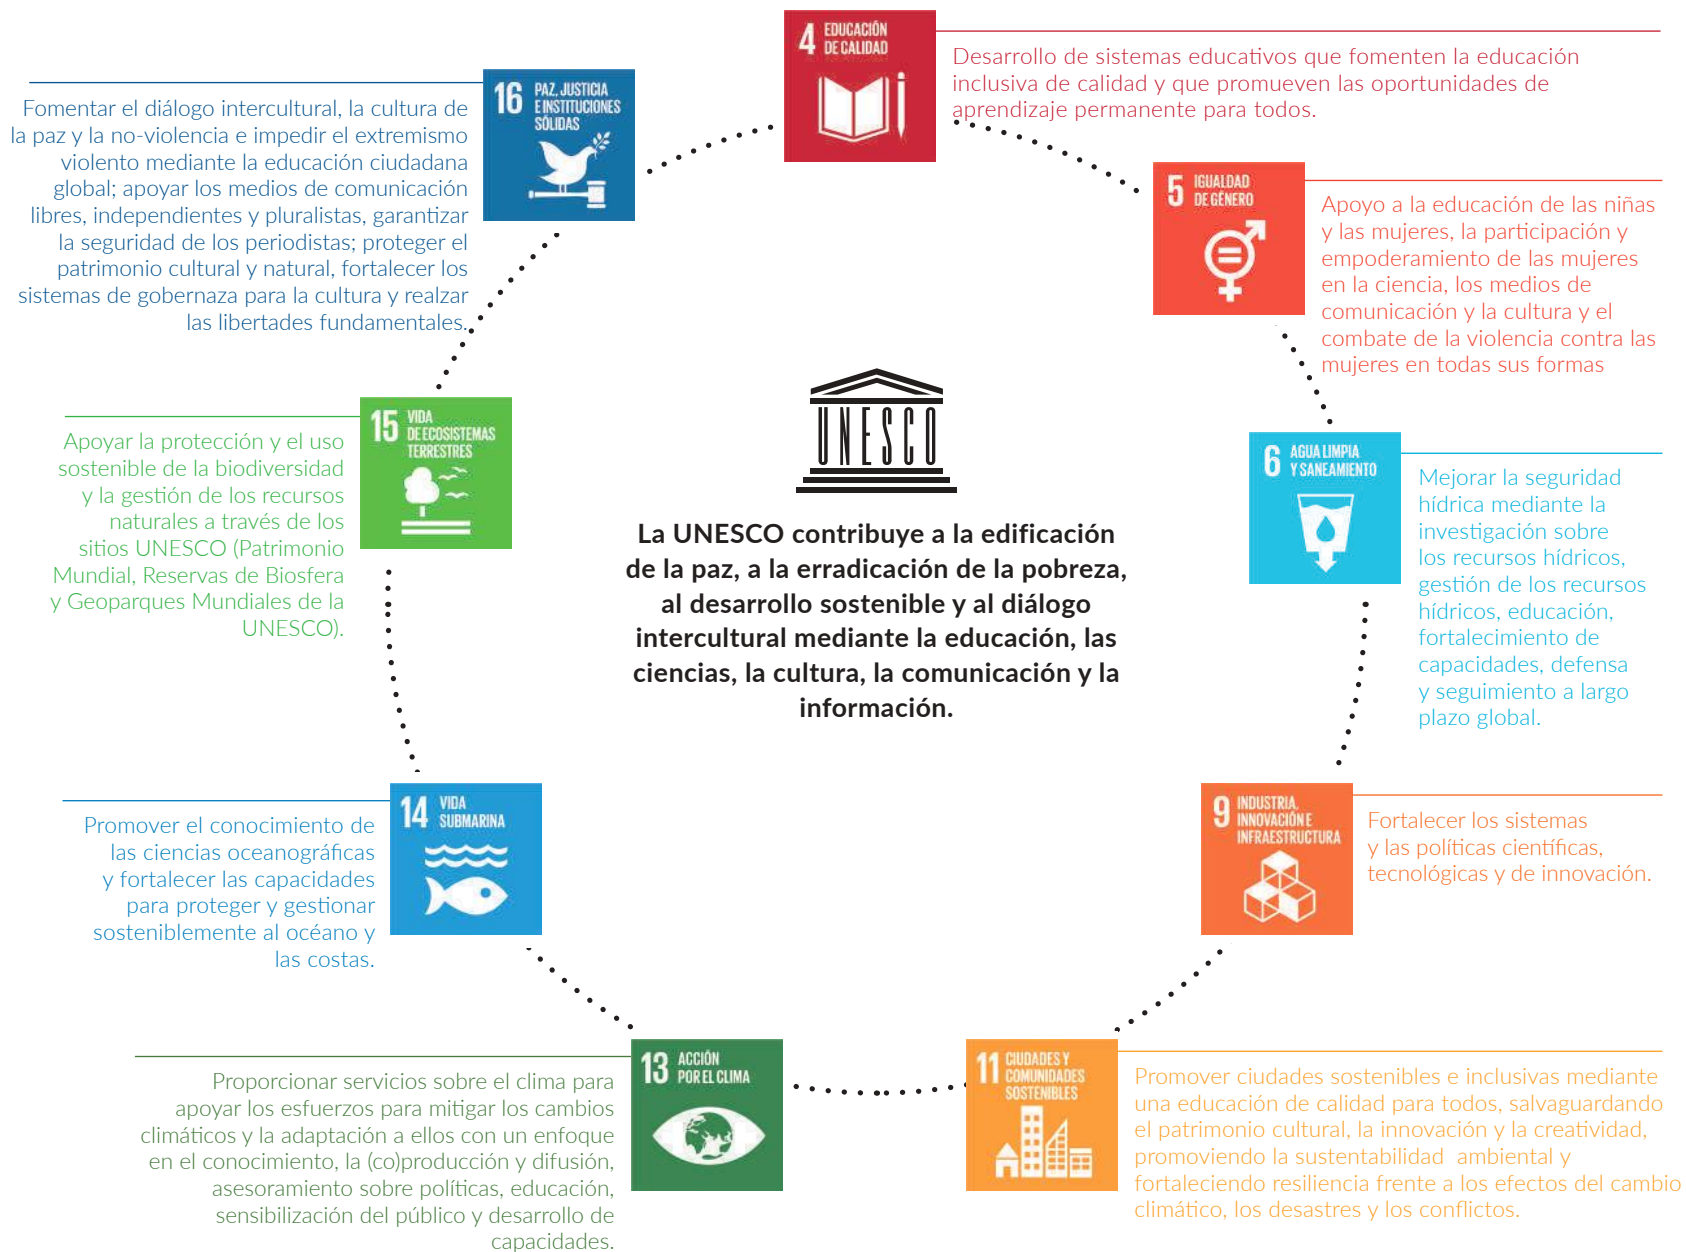 4 EDUCACIÓN
DE CALIDAD
Desarrollo de sistemas educativos que fomenten la educación
inclusiva de calidad y que promueven las oportunidades de
aprendizaje permanente para todos.
5 IGUALDAD
DE GÉNERO
Apoyo a la educación de las niñas
y las mujeres, la participación y
empoderamiento de las mujeres
en la ciencia, los medios de
comunicación y la cultura y el
combate de la violencia contra las
mujeres en todas sus formas
6 AGUA LIMPIA
Y SANEAMIENTO
Mejorar la seguridad
hídrica mediante la
investigación sobre
los recursos hídricos,
gestión de los recursos
hídricos, educación,
fortalecimiento de
capacidades, defensa
y seguimiento a largo
plazo global.
9 INDUSTRIA,
INNOVACIÓN E
INFRAESTRUCTURA
Fortalecer los sistemas
y las políticas científicas,
tecnológicas y de innovación.
11 CIUDADES Y
COMUNIDADES
SOSTENIBLES
Promover ciudades sostenibles e inclusivas mediante
una educación de calidad para todos, salvaguardando
el patrimonio cultural, la innovación y la creatividad,
promoviendo la sustentabilidad ambiental y
fortaleciendo resiliencia frente a los efectos del cambio
climático, los desastres y los conflictos.
13 ACCIÓN
POR EL CLIMA
Proporcionar servicios sobre el clima para
apoyar los esfuerzos para mitigar los cambios
climáticos y la adaptación a ellos con un enfoque
en el conocimiento, la (co)producción y difusión,
asesoramiento sobre políticas, educación,
sensibilización del público y desarrollo de
capacidades.
14 VIDA
SUBMARINA
Promover el conocimiento de
las ciencias oceanográficas
y fortalecer las capacidades
para proteger y gestionar
sosteniblemente al océano y
las costas.
15 VIDA
DE ECOSISTEMAS
TERRESTRES
Apoyar la protección y el uso
sostenible de la biodiversidad
y la gestión de los recursos
naturales a través de los
sitios UNESCO (Patrimonio
Mundial, Reservas de Biosfera
y Geoparques Mundiales de la
UNESCO).
16 PAZ, JUSTICIA
E INSTITUCIONES
SÓLIDAS
Fomentar el diálogo intercultural, la cultura de
la paz y la no-violencia e impedir el extremismo
violento mediante la educación ciudadana
global; apoyar los medios de comunicación
libres, independientes y pluralistas, garantizar
la seguridad de los periodistas; proteger el
patrimonio cultural y natural, fortalecer los
sistemas de gobernaza para la cultura y realzar
las libertades fundamentales.
UNESCO
La UNESCO contribuye a la edificación
de la paz, a la erradicación de la pobreza,
al desarrollo sostenible y al diálogo
intercultural mediante la educación, las
ciencias, la cultura, la comunicación y la
información.